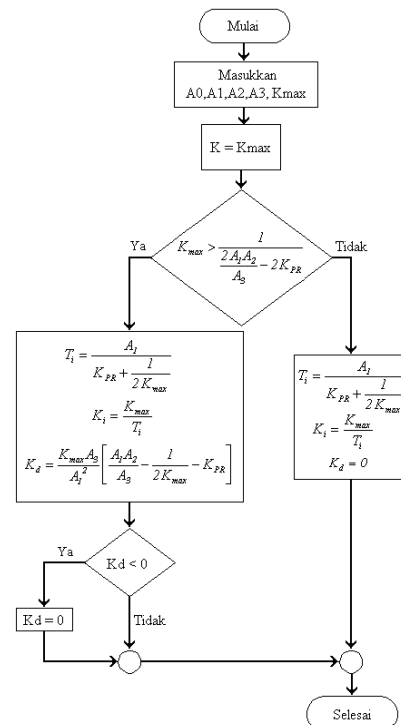 Mulai
Masukkan
A0,A1,A2,A3, Kmax
K = Kmax
Ya
K_max > 1 / (2A_1A_2 / A_3 - 2K_PR)
Tidak
T_i = A_1 / (K_PR + 1 / 2K_max)
K_i = K_max / T_i
K_d = K_max A_3 / A_1^2 [ A_1A_2 / A_3 - 1 / 2K_max - K_PR ]
T_i = A_1 / (K_PR + 1 / 2K_max)
K_i = K_max / T_i
K_d = 0
Ya
Kd < 0
Kd = 0
Tidak
Selesai